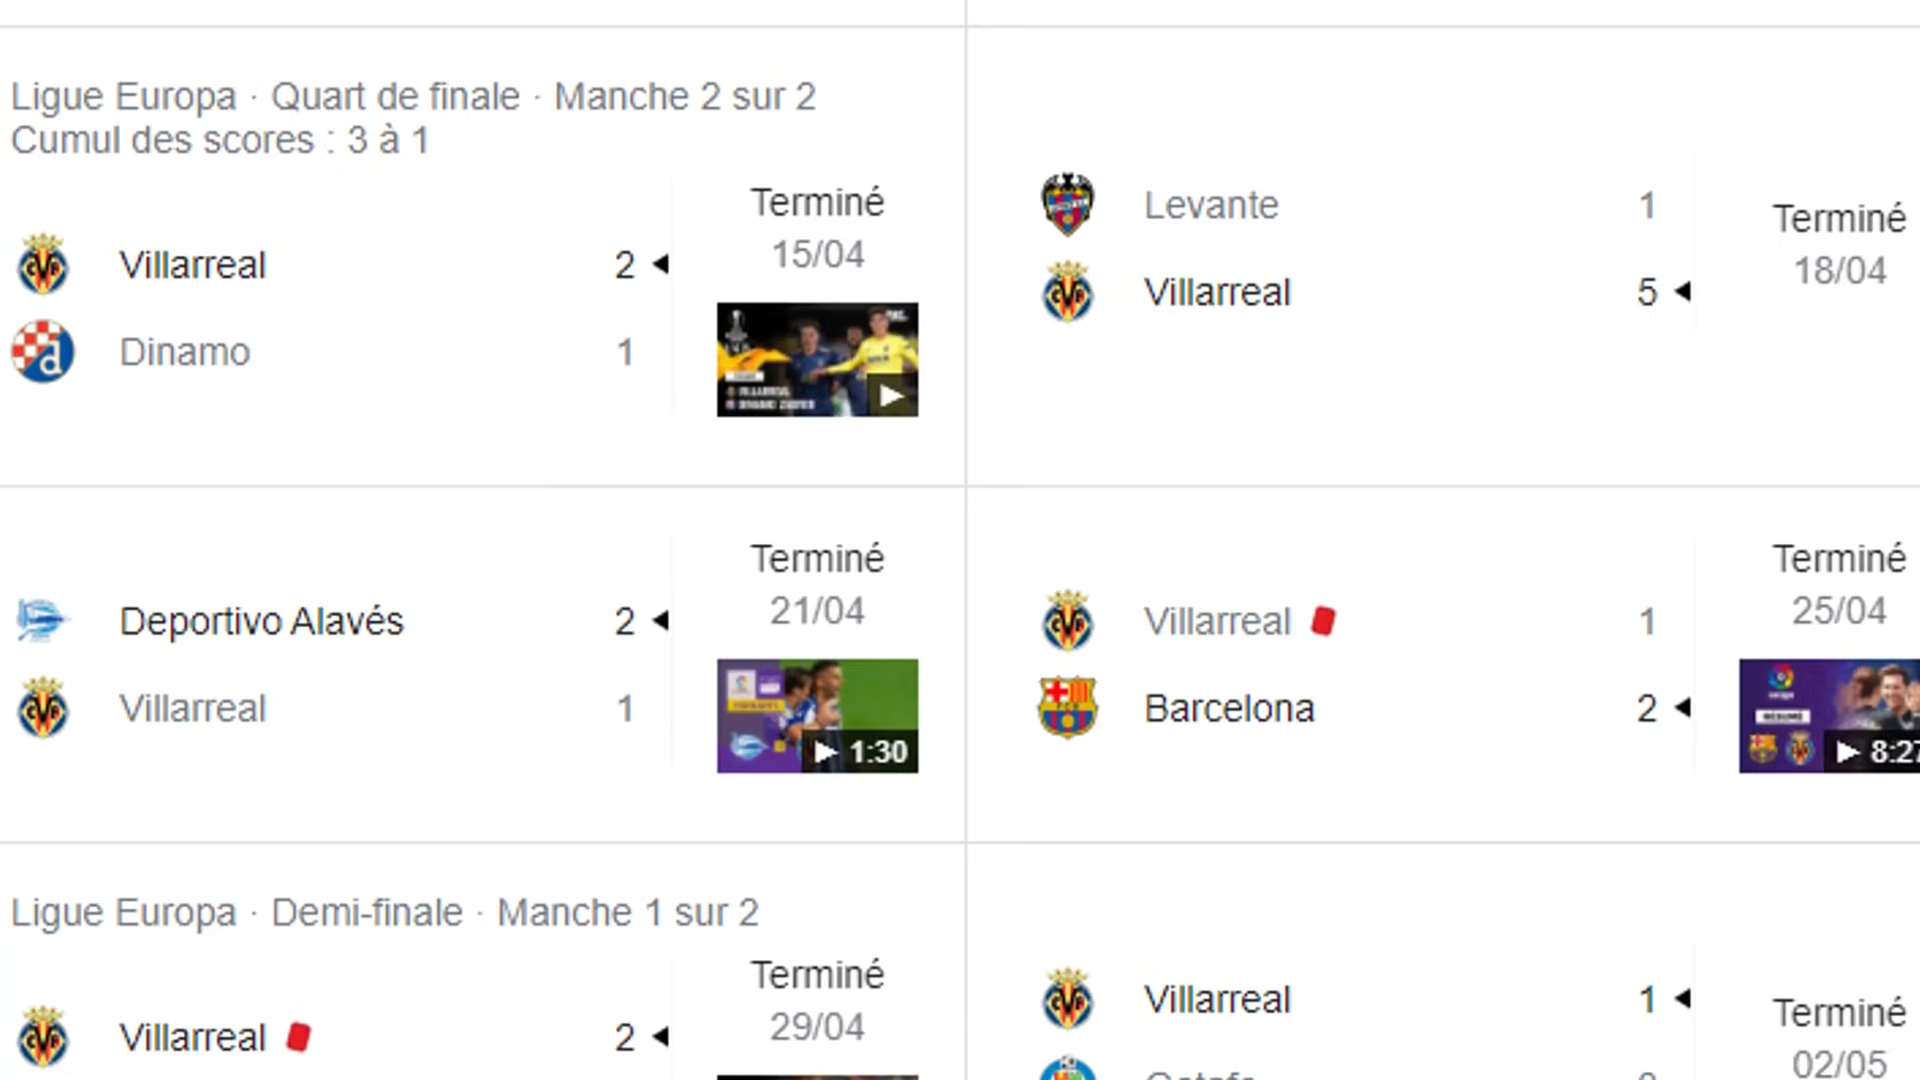 Ligue Europa · Quart de finale · Manche 2 sur 2
Cumul des scores : 3 à 1
Villarreal 2
Dinamo 1
Terminé
15/04
Levante 1
Villarreal 5
Terminé
18/04
Deportivo Alavés 2
Villarreal 1
Terminé
21/04
1:30
Villarreal 1
Barcelona 2
Terminé
25/04
8:27
Ligue Europa · Demi-finale · Manche 1 sur 2
Villarreal 2
Terminé
29/04
Villarreal 1
Terminé
02/05